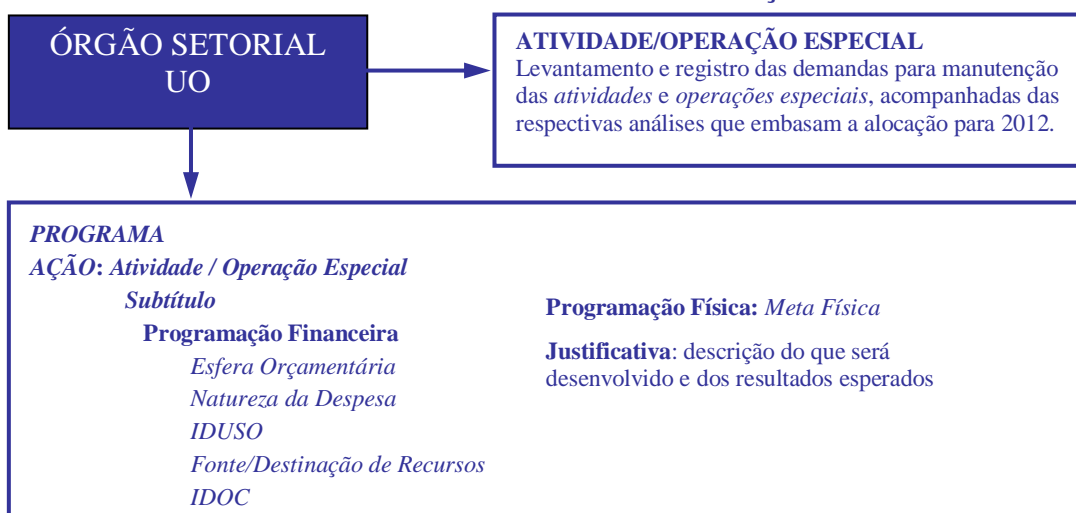 ÓRGÃO SETORIAL
UO
ATIVIDADE/OPERAÇÃO ESPECIAL
Levantamento e registro das demandas para manutenção
das atividades e operações especiais, acompanhadas das
respectivas análises que embasam a alocação para 2012.
PROGRAMA
AÇÃO: Atividade / Operação Especial
Subtítulo
Programação Financeira
Esfera Orçamentária
Natureza da Despesa
IDUSO
Fonte/Destinação de Recursos
IDOC
Programação Física: Meta Física
Justificativa: descrição do que será
desenvolvido e dos resultados esperados